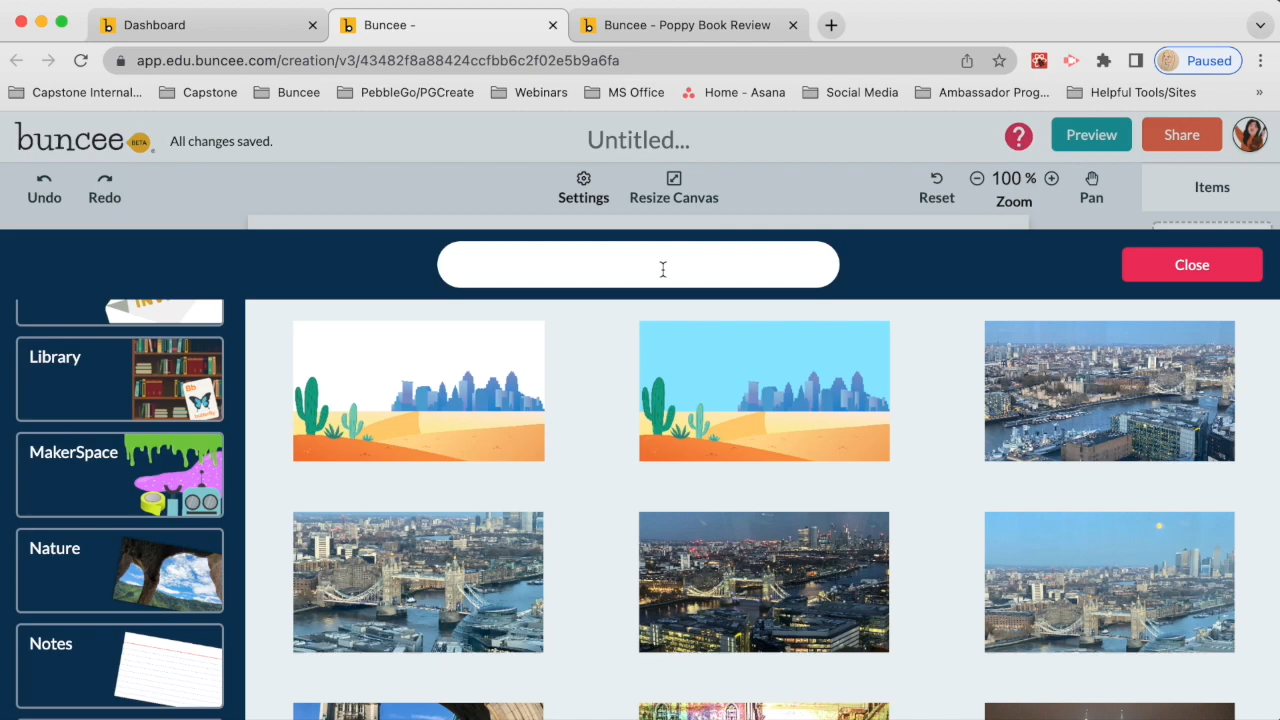 Dashboard
Buncee -
Buncee - Poppy Book Review
app.edu.buncee.com/creation/v3/43482f8a88424ccfbb6c2f02e5b9a6fa
Paused
Capstone Internal...
Capstone
Buncee
PebbleGo/PGCreate
Webinars
MS Office
Home - Asana
Social Media
Ambassador Prog...
Helpful Tools/Sites
»
buncee
BETA
All changes saved.
Untitled...
?
Preview
Share
Undo
Redo
Settings
Resize Canvas
Reset
100 %
Zoom
Pan
Items
Close
Library
Bb
Butterfly
MakerSpace
Nature
Notes